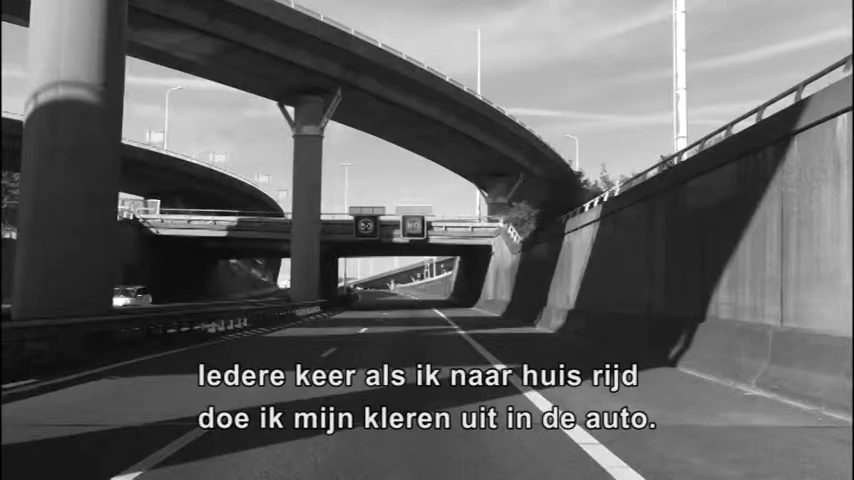 Iedere keer als ik naar huis rijd
doe ik mijn kleren uit in de auto.